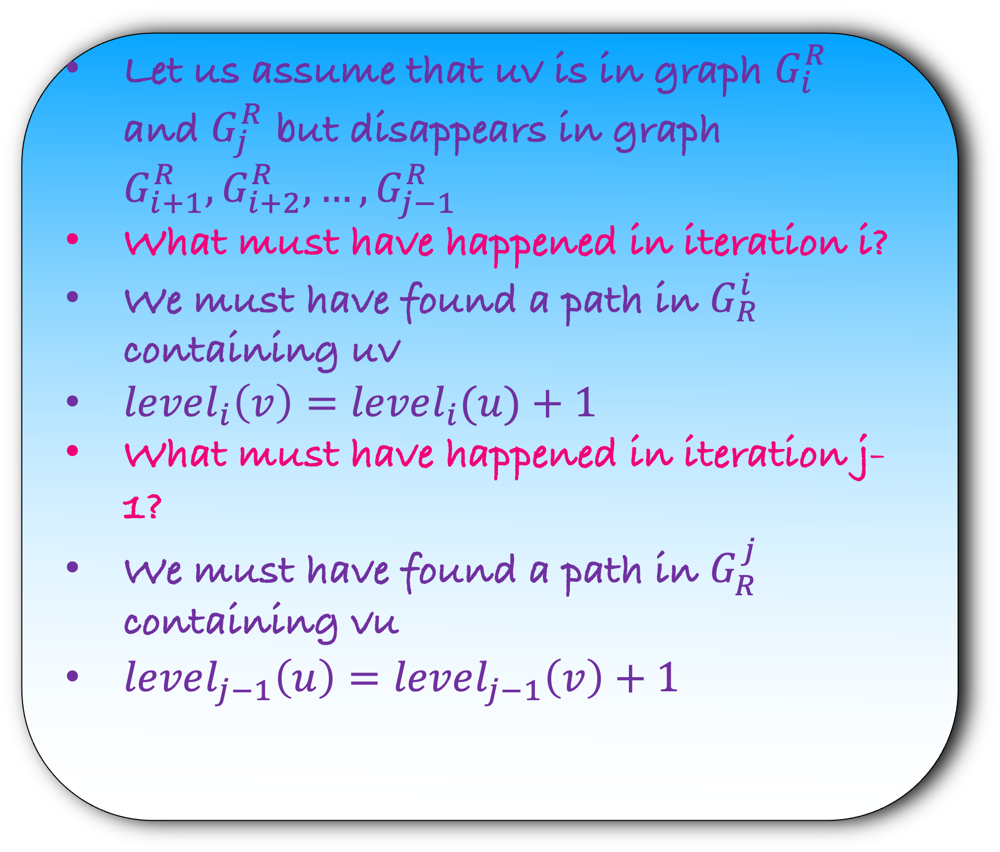 • Let us assume that uv is in graph $G_i^R$
and $G_j^R$ but disappears in graph
$G_{i+1}^R, G_{i+2}^R, \ldots, G_{j-1}^R$
• What must have happened in iteration i?
• We must have found a path in $G_R^i$
containing uv
• $level_i(v) = level_i(u) + 1$
• What must have happened in iteration j-
1?
• We must have found a path in $G_R^j$
containing vu
• $level_{j-1}(u) = level_{j-1}(v) + 1$